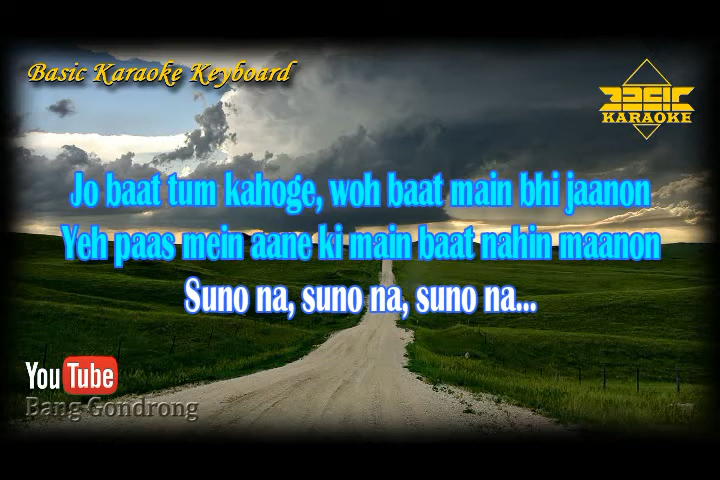 Basic Karaoke Keyboard
BASIC
KARAOKE
Jo baat tum kahoge, woh baat main bhi jaanon
Yeh paas mein aane ki main baat nahin maanon
Suno na, suno na, suno na...
YouTube
Bang Gondrong